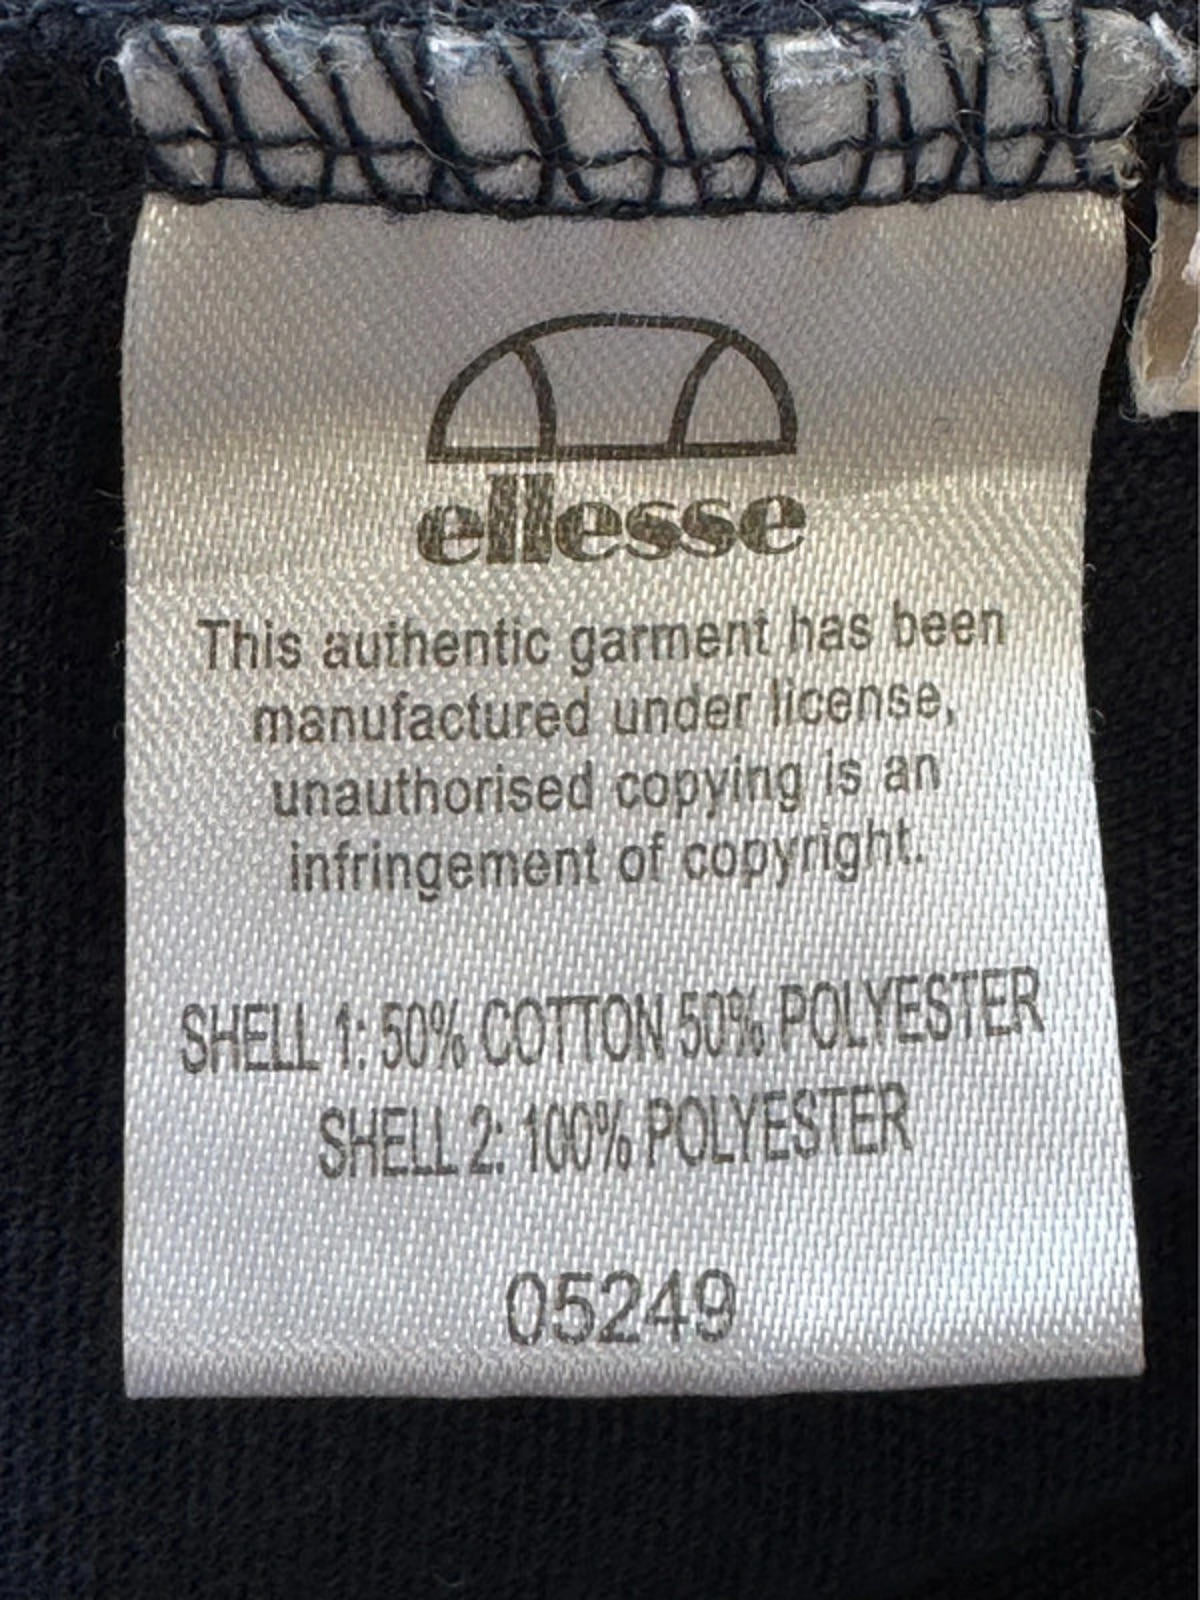 ellesse
This authentic garment has been
manufactured under license,
unauthorised copying is an
infringement of copyright.
SHELL 1: 50% COTTON 50% POLYESTER
SHELL 2: 100% POLYESTER
05249